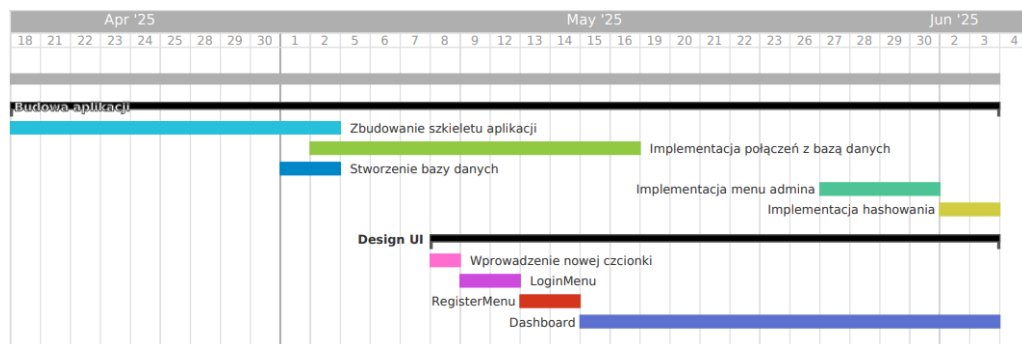 Apr '25 May '25 Jun '25
18 21 22 23 24 25 28 29 30 1 2 5 6 7 8 9 12 13 14 15 16 19 20 21 22 23 26 27 28 29 30 2 3 4
Budowa aplikacji
Zbudowanie szkieletu aplikacji
Implementacja połączeń z bazą danych
Stworzenie bazy danych
Implementacja menu admina
Implementacja hashowania
Design UI
Wprowadzenie nowej czcionki
LoginMenu
RegisterMenu
Dashboard